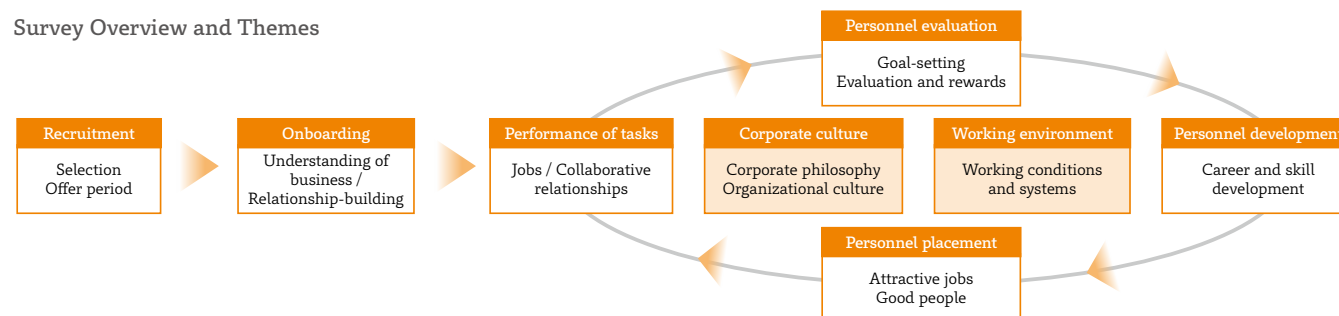 Survey Overview and Themes
Recruitment
Selection
Offer period
Onboarding
Understanding of
business /
Relationship-building
Performance of tasks
Jobs / Collaborative
relationships
Personnel evaluation
Goal-setting
Evaluation and rewards
Corporate culture
Corporate philosophy
Organizational culture
Working environment
Working conditions
and systems
Personnel development
Career and skill
development
Personnel placement
Attractive jobs
Good people